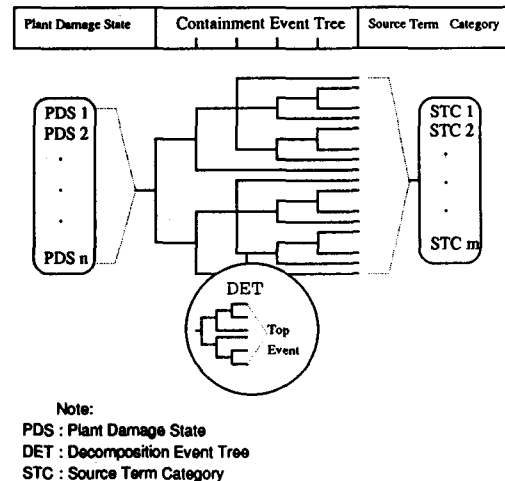 Plant Damage State Containment Event Tree Source Term Category
PDS 1
PDS 2
PDS n
STC 1
STC 2
STC m
DET
Top
Event
Note:
PDS : Plant Damage State
DET : Decomposition Event Tree
STC : Source Term Category